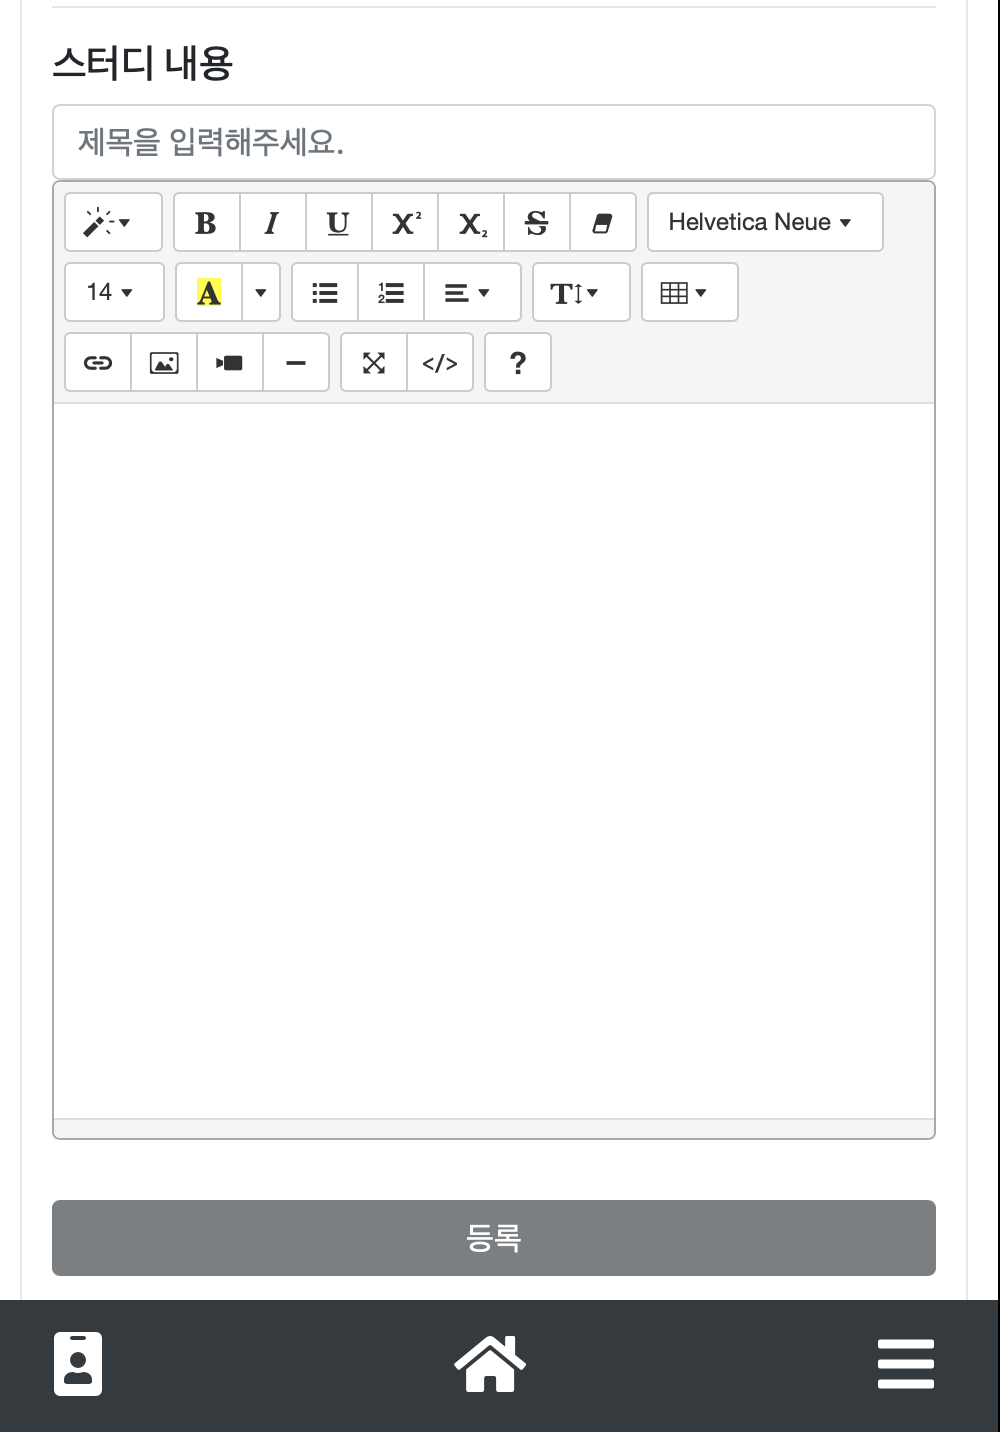 스터디 내용
제목을 입력해주세요.
B I U X² X₂ S Helvetica Neue
14 A T
</> ?
등록